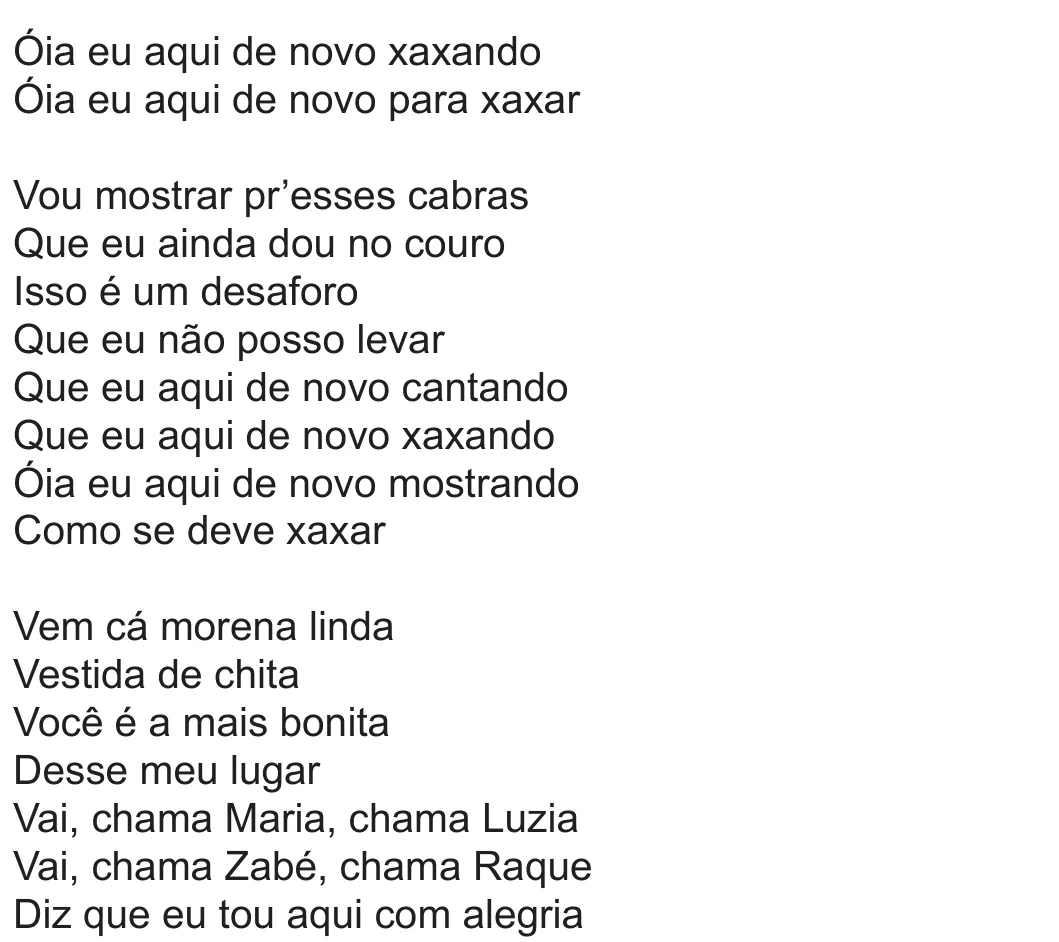 Óia eu aqui de novo xaxando
Óia eu aqui de novo para xaxar

Vou mostrar pr’esses cabras
Que eu ainda dou no couro
Isso é um desaforo
Que eu não posso levar
Que eu aqui de novo cantando
Que eu aqui de novo xaxando
Óia eu aqui de novo mostrando
Como se deve xaxar

Vem cá morena linda
Vestida de chita
Você é a mais bonita
Desse meu lugar
Vai, chama Maria, chama Luzia
Vai, chama Zabé, chama Raque
Diz que eu tou aqui com alegria